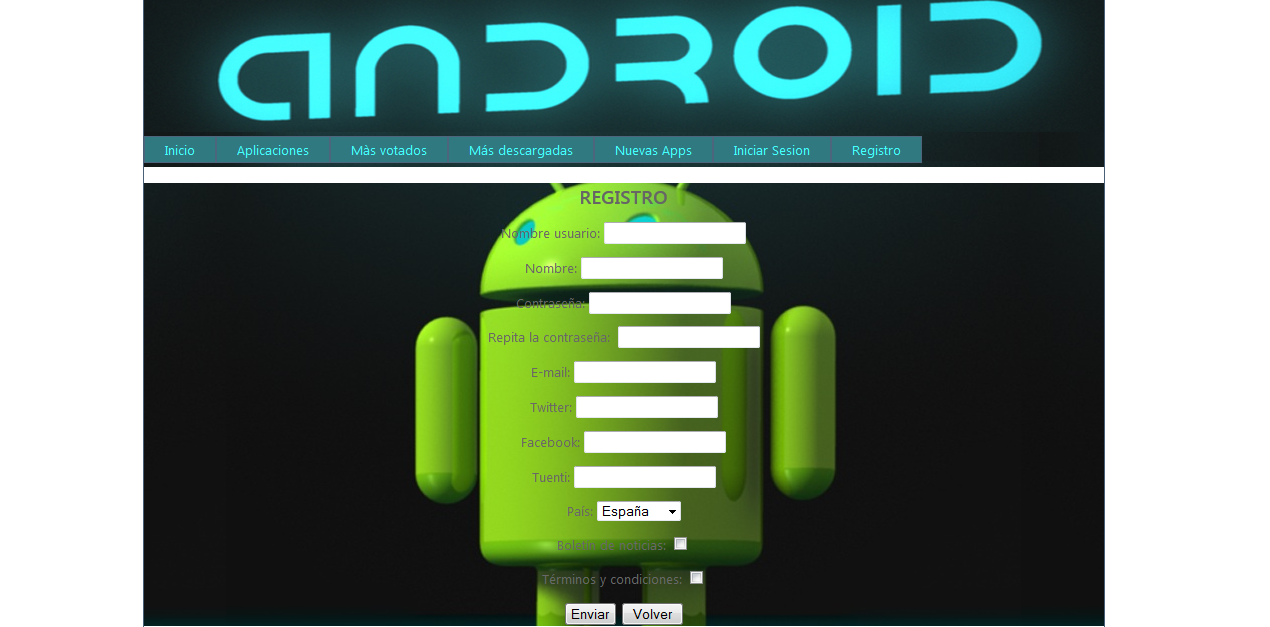 ANDROID
Inicio Aplicaciones Màs votados Más descargadas Nuevas Apps Iniciar Sesion Registro
REGISTRO
Nombre usuario:
Nombre:
Contraseña:
Repita la contraseña:
E-mail:
Twitter:
Facebook:
Tuenti:
País: España
Boletín de noticias:
Términos y condiciones:
Enviar Volver